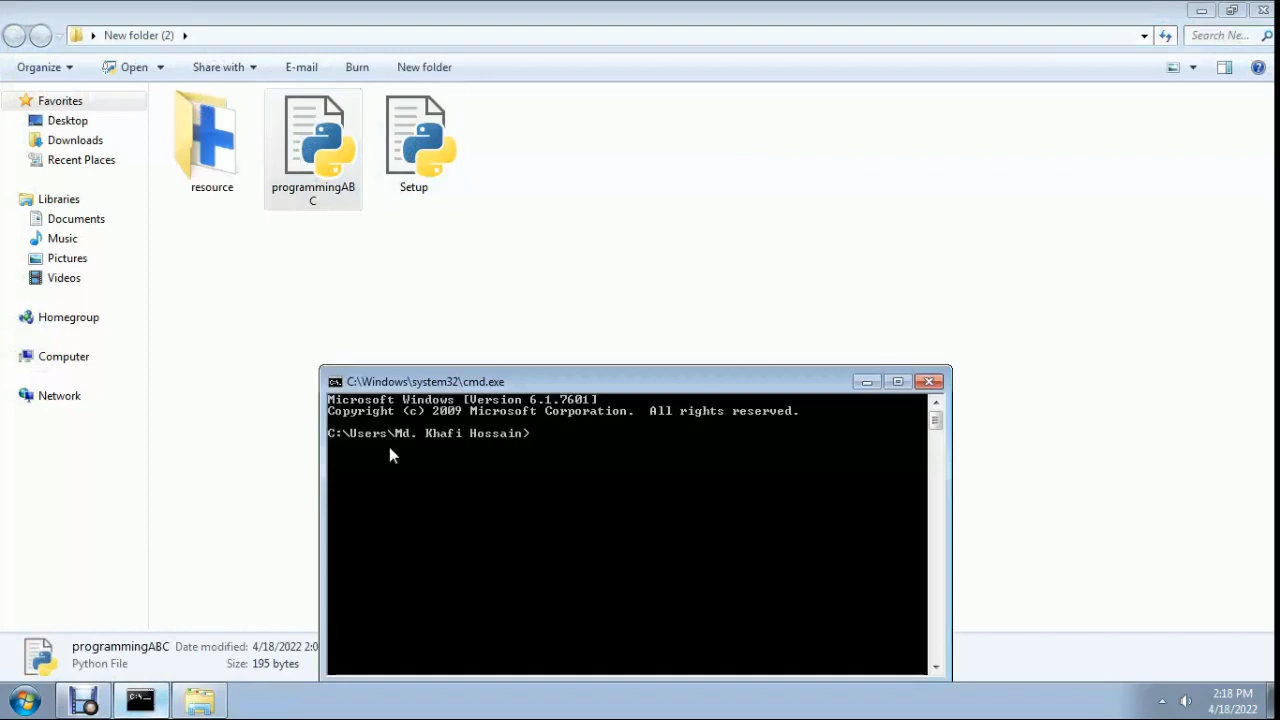 New folder (2)
Search Ne...
Organize
Open
Share with
E-mail
Burn
New folder
Favorites
Desktop
Downloads
Recent Places
Libraries
Documents
Music
Pictures
Videos
Homegroup
Computer
Network
resource
programmingAB
C
Setup
C:\Windows\system32\cmd.exe
Microsoft Windows [Version 6.1.7601]
Copyright (c) 2009 Microsoft Corporation.  All rights reserved.
C:\Users\Md. Khafi Hossain>
programmingABC
Date modified: 4/18/2022 2:0
Python File
Size: 195 bytes
2:18 PM
4/18/2022